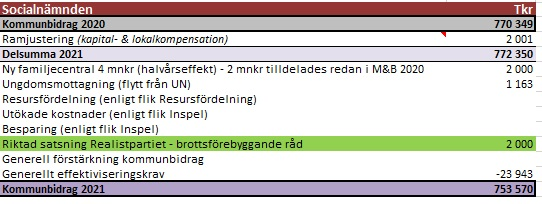 Socialnämnden Tkr
Kommunbidrag 2020 770 349
Ramjustering (kapital- & lokalkompensation) 2 001
Delsumma 2021 772 350
Ny familjecentral 4 mnkr (halvårseffekt) - 2 mnkr tilldelades redan i M&B 2020 2 000
Ungdomsmottagning (flytt från UN) 1 163
Resursfördelning (enligt flik Resursfördelning)
Utökade kostnader (enligt flik Inspel)
Besparing (enligt flik Inspel)
Riktad satsning Realistpartiet - brottsförebyggande råd 2 000
Generell förstärkning kommunbidrag
Generellt effektiviseringskrav -23 943
Kommunbidrag 2021 753 570